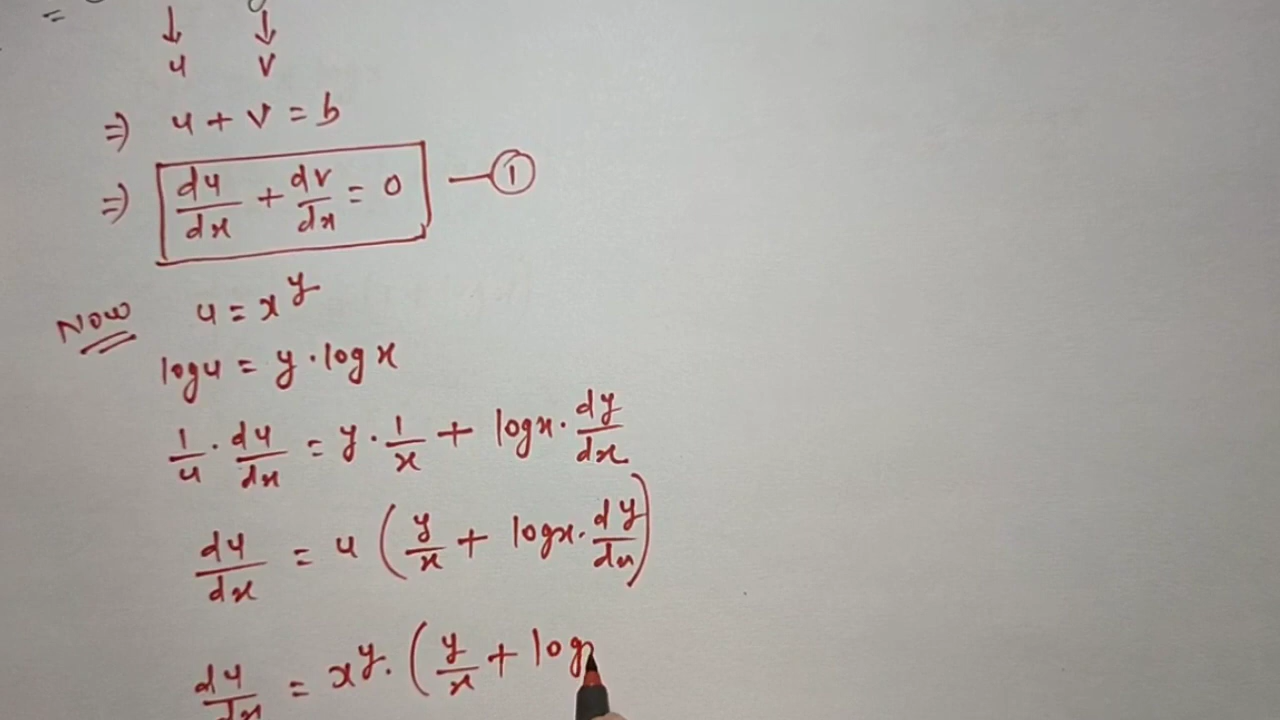 =
↓ ↓
u v
⇒ u + v = b
⇒ du/dx + dv/dx = 0 — ①
Now u = x^y
log u = y · log x
1/u · du/dx = y · 1/x + log x · dy/dx
du/dx = u ( y/x + log x · dy/dx )
du/dx = x^y · ( y/x + log